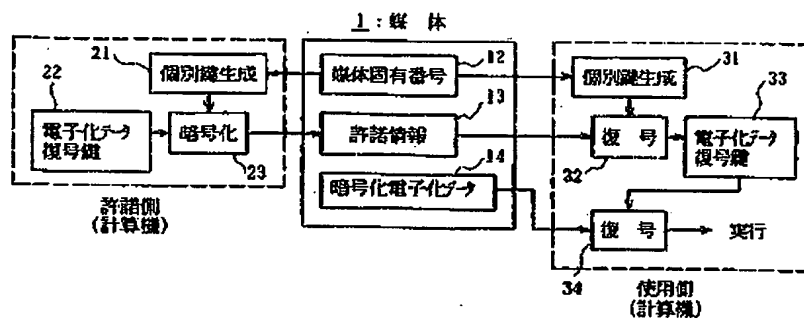 1：媒 体
21
個別鍵生成
22
電子化データ
復号鍵
暗号化
23
許諾側
(計算機)
12
媒体固有番号
13
許諾情報
14
暗号化電子化データ
31
個別鍵生成
33
復 号
32
電子化データ
復号鍵
復 号
34
実行
使用側
(計算機)